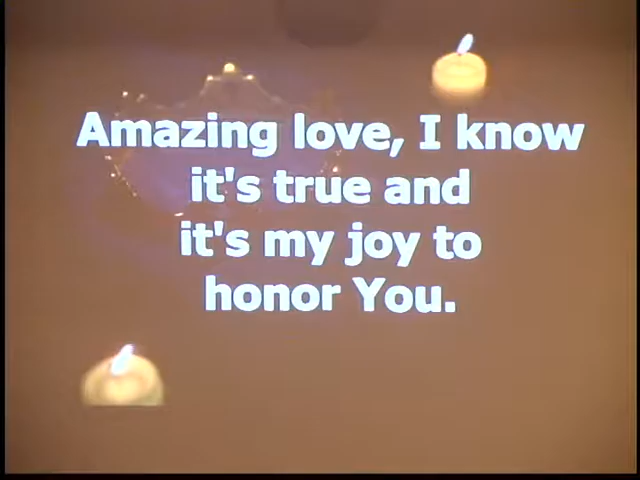 Amazing love, I know
it's true and
it's my joy to
honor You.